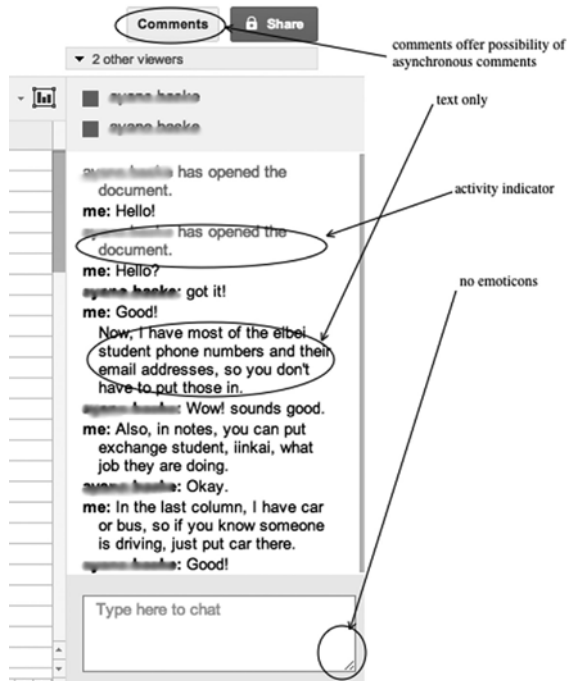 Comments
Share
comments offer possibility of
asynchronous comments
2 other viewers
text only
has opened the
document.
activity indicator
me: Hello!
has opened the
document.
me: Hello?
no emoticons
: got it!
me: Good!
Now, I have most of the eibei
student phone numbers and their
email addresses, so you don't
have to put those in.
: Wow! sounds good.
me: Also, in notes, you can put
exchange student, iinkai, what
job they are doing.
: Okay.
me: In the last column, I have car
or bus, so if you know someone
is driving, just put car there.
: Good!
Type here to chat